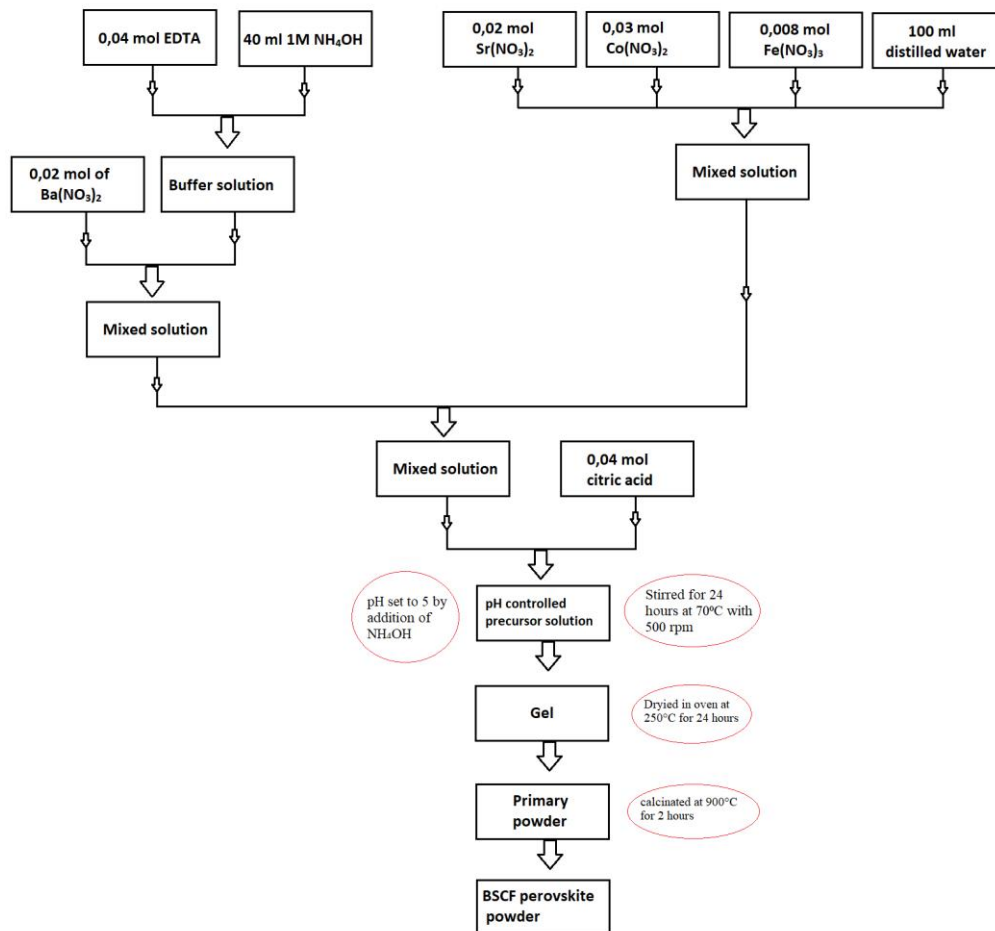 0,04 mol EDTA
40 ml 1M NH₄OH
0,02 mol
Sr(NO₃)₂
0,03 mol
Co(NO₃)₂
0,008 mol
Fe(NO₃)₃
100 ml
distilled water
0,02 mol of
Ba(NO₃)₂
Buffer solution
Mixed solution
Mixed solution
Mixed solution
0,04 mol
citric acid
pH set to 5 by
addition of
NH₄OH
pH controlled
precursor solution
Stirred for 24
hours at 70°C with
500 rpm
Gel
Dryied in oven at
250°C for 24 hours
Primary
powder
calcinated at 900°C
for 2 hours
BSCF perovskite
powder